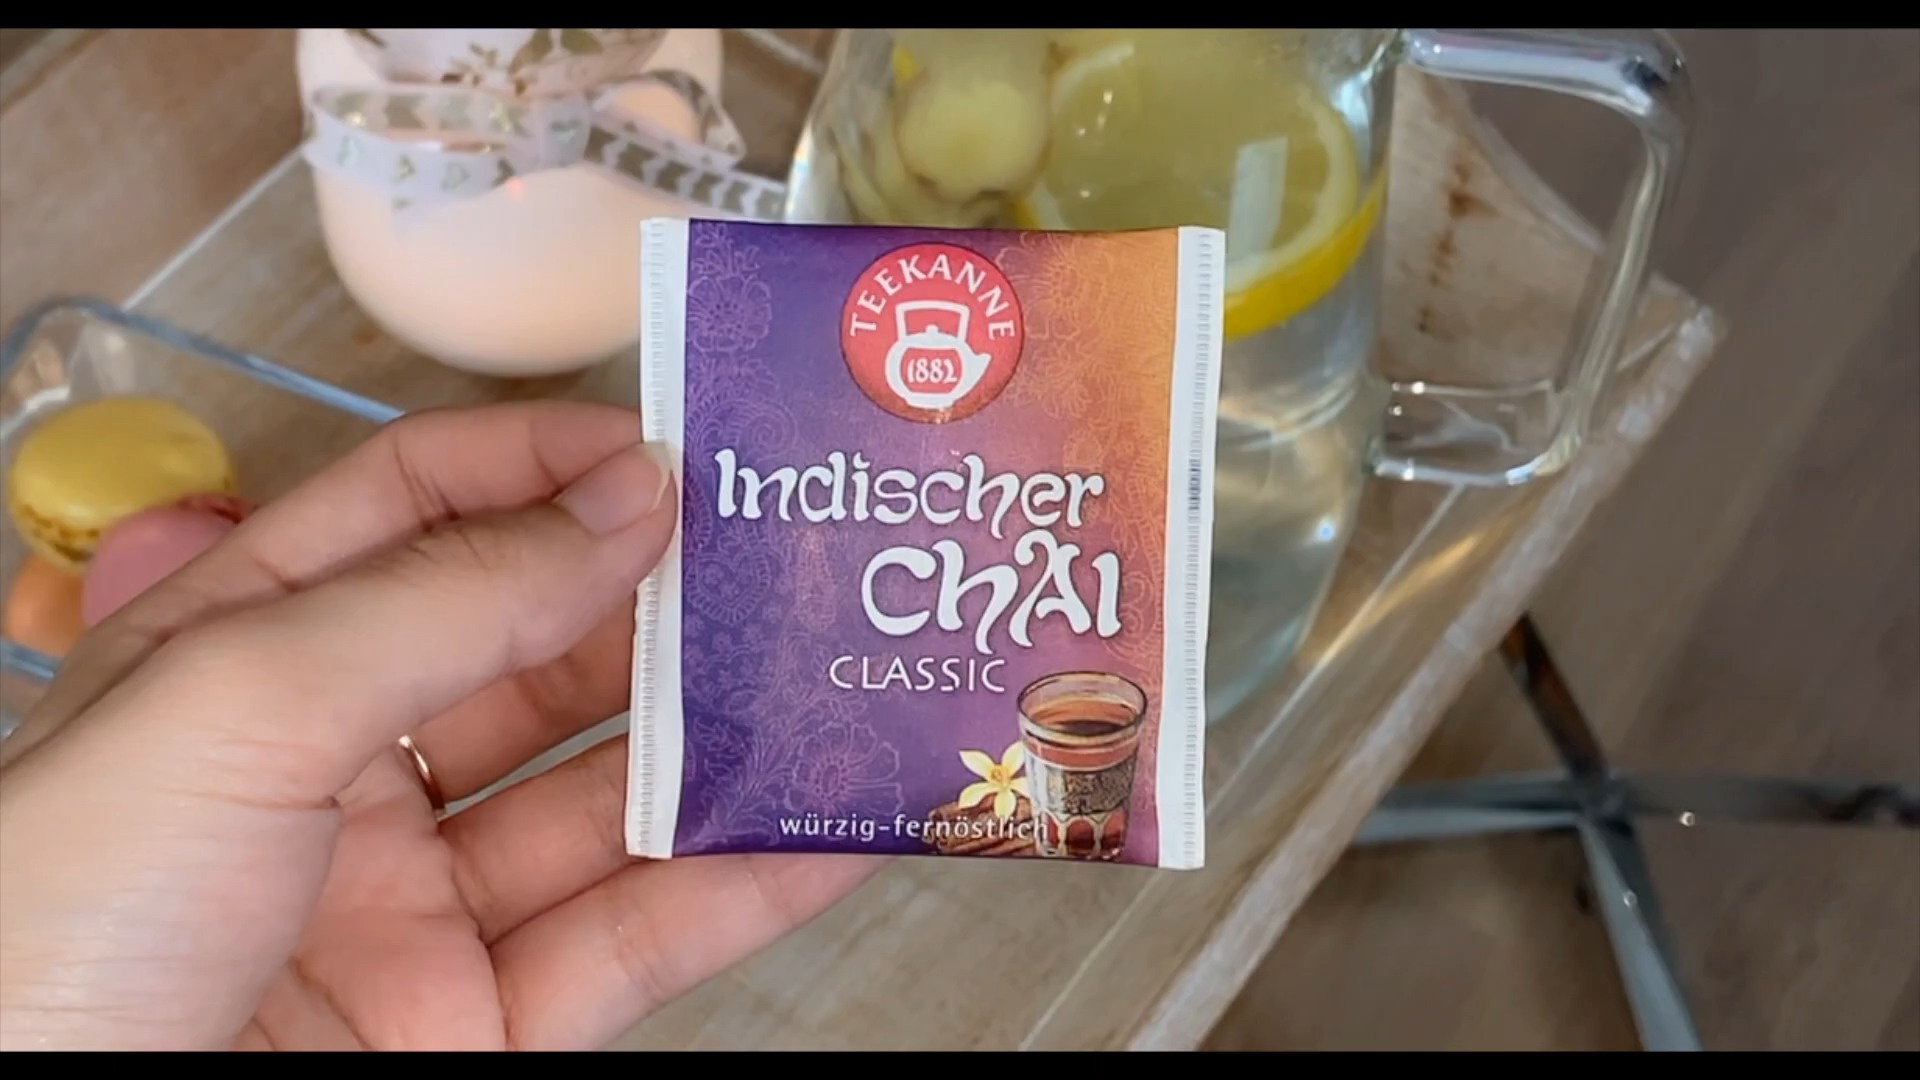 TEEKANNE
1882
Indischer
Chai
CLASSIC
würzig-fernöstlich